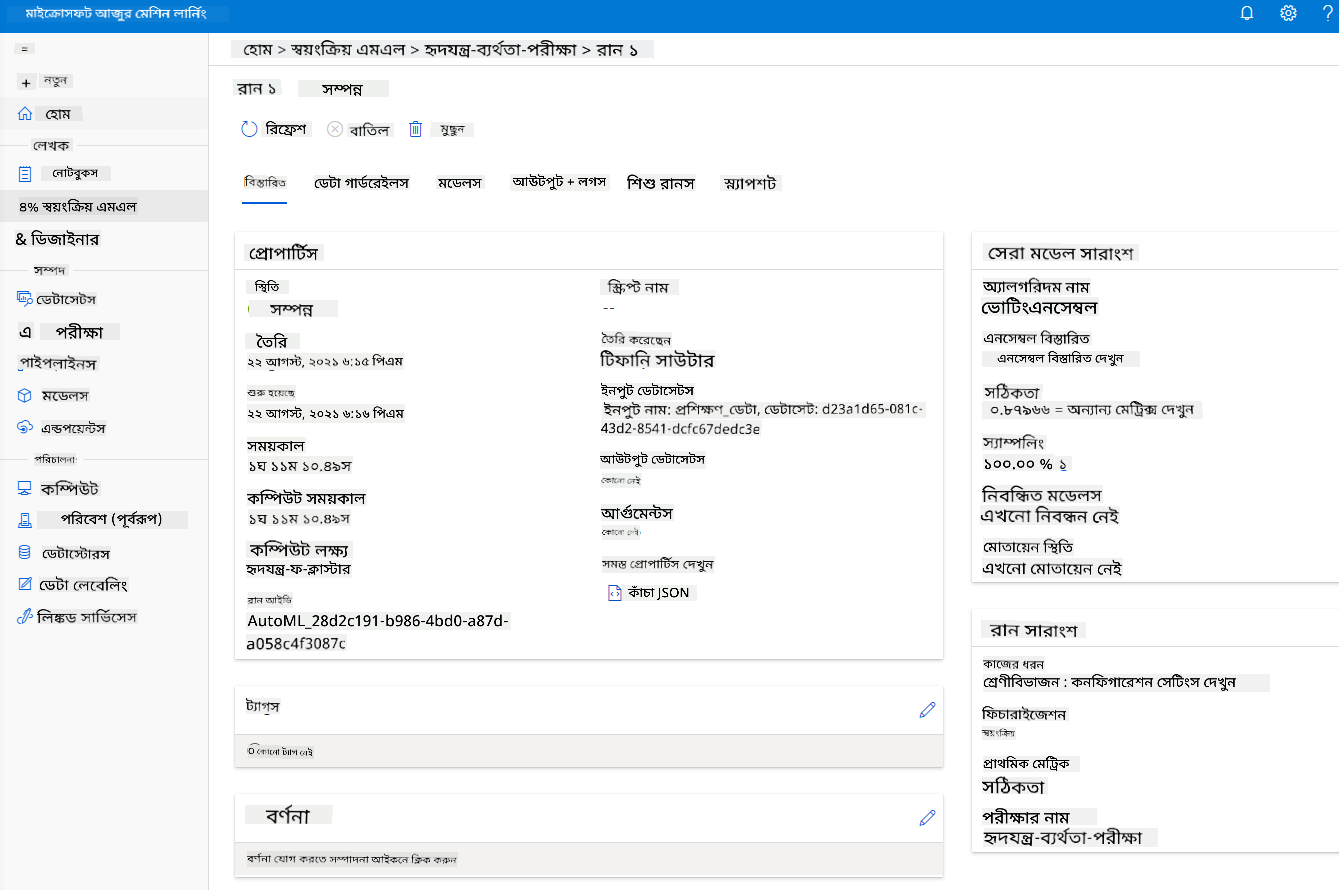 মাইক্রোসফট আজুর মেশিন লার্নিং
?
=
+ নতুন
হোম
লেখক
নোটবুকস
৪% স্বয়ংক্রিয় এমএল
& ডিজাইনার
সম্পদ
ডেটাসেটস
এ পরীক্ষা
পাইপলাইনস
মডেলস
এন্ডপয়েন্টস
পরিচালনা
কম্পিউট
পরিবেশ (পূর্বরূপ)
ডেটাস্টোরস
ডেটা লেবেলিং
লিঙ্কড সার্ভিসেস
হোম > স্বয়ংক্রিয় এমএল > হৃদযন্ত্র-ব্যর্থতা-পরীক্ষা > রান ১
রান ১ সম্পন্ন
রিফ্রেশ বাতিল মুছুন
বিস্তারিত ডেটা গার্ডরেইলস মডেলস আউটপুট + লগস শিশু রানস স্ন্যাপশট
প্রোপার্টিস
স্থিতি
সম্পন্ন
তৈরি
২২ আগস্ট, ২০২১ ৬:১৫ পিএম
শুরু হয়েছে
২২ আগস্ট, ২০২১ ৬:১৬ পিএম
সময়কাল
১ঘ ১১ম ১০.৪৯স
কম্পিউট সময়কাল
১ঘ ১১ম ১০.৪৯স
কম্পিউট লক্ষ্য
হৃদযন্ত্র-ফ-ক্লাস্টার
রান আইডি
AutoML_28d2c191-b986-4bd0-a87d-
a058c4f3087c
স্ক্রিপ্ট নাম
--
তৈরি করেছেন
টিফানি সাউটার
ইনপুট ডেটাসেটস
ইনপুট নাম: প্রশিক্ষণ_ডেটা, ডেটাসেট: d23a1d65-081c-
43d2-8541-dcfc67dedc3e
আউটপুট ডেটাসেটস
কোনো নেই
আর্গুমেন্টস
কোনো নেই
সমস্ত প্রোপার্টিস দেখুন
কাঁচা JSON
ট্যাগস
কোনো ট্যাগ নেই
বর্ণনা
বর্ণনা যোগ করতে সম্পাদনা আইকনে ক্লিক করুন
সেরা মডেল সারাংশ
অ্যালগরিদম নাম
ভোটিংএনসেম্বল
এনসেম্বল বিস্তারিত
এনসেম্বল বিস্তারিত দেখুন
সঠিকতা
০.৮৭৯৬৬ = অন্যান্য মেট্রিক্স দেখুন
স্যাম্পলিং
১০০.০০ % ১
নিবন্ধিত মডেলস
এখনো নিবন্ধন নেই
মোতায়েন স্থিতি
এখনো মোতায়েন নেই
রান সারাংশ
কাজের ধরন
শ্রেণীবিভাজন : কনফিগারেশন সেটিংস দেখুন
ফিচারাইজেশন
স্বয়ংক্রিয়
প্রাথমিক মেট্রিক
সঠিকতা
পরীক্ষার নাম
হৃদযন্ত্র-ব্যর্থতা-পরীক্ষা